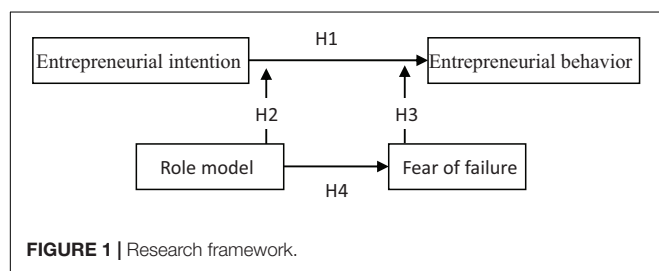 H1
Entrepreneurial intention
Entrepreneurial behavior
H2
H3
Role model
Fear of failure
H4
FIGURE 1 | Research framework.